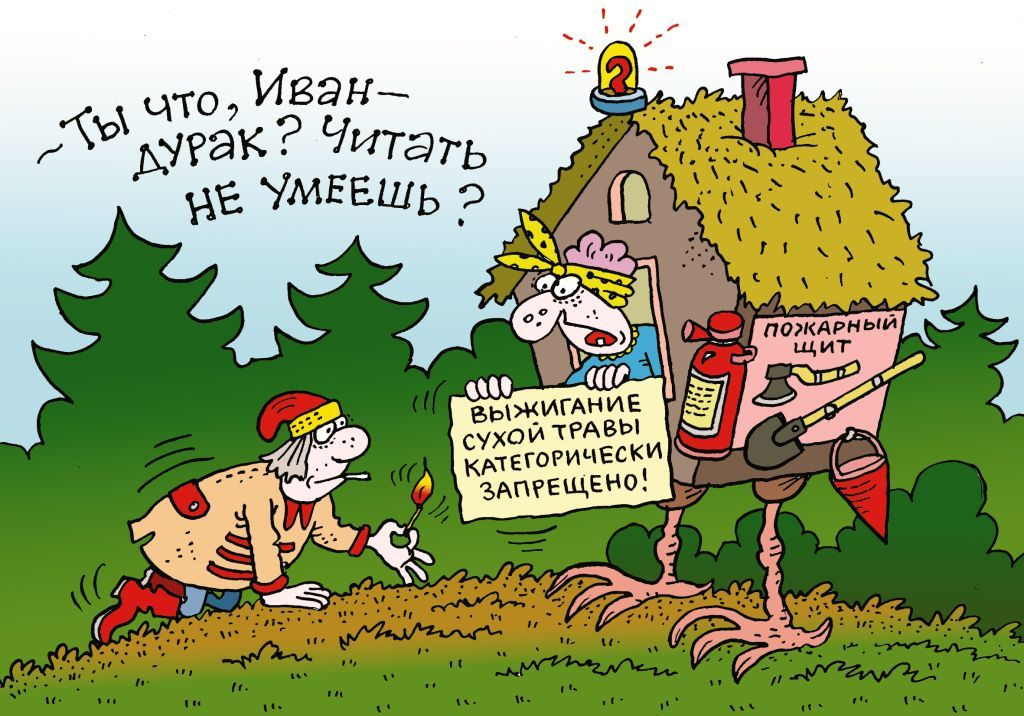 ~ Ты что, Иван–
дурак? Читать
не умеешь?
?
ПОЖАРНЫЙ
ЩИТ
ВЫЖИГАНИЕ
СУХОЙ ТРАВЫ
КАТЕГОРИЧЕСКИ
ЗАПРЕЩЕНО!